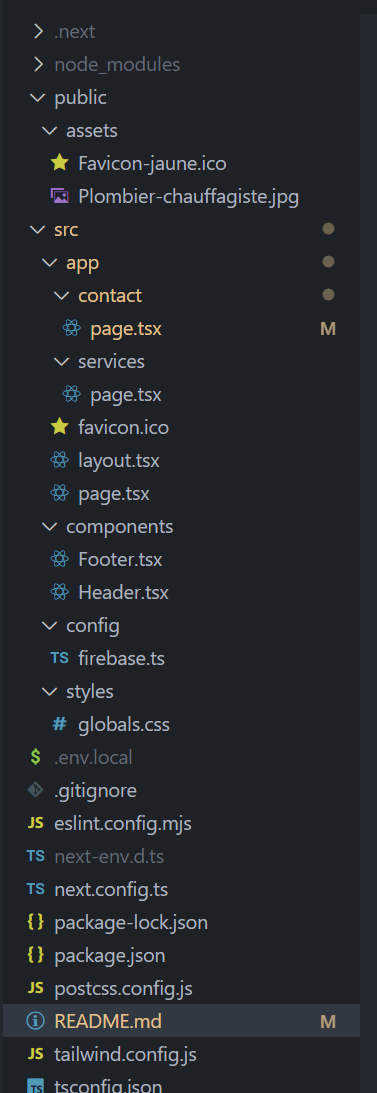 .next
node_modules
public
assets
Favicon-jaune.ico
Plombier-chauffagiste.jpg
src
app
contact
page.tsx M
services
page.tsx
favicon.ico
layout.tsx
page.tsx
components
Footer.tsx
Header.tsx
config
TS firebase.ts
styles
# globals.css
$ .env.local
.gitignore
JS eslint.config.mjs
TS next-env.d.ts
TS next.config.ts
{} package-lock.json
{} package.json
JS postcss.config.js
README.md M
JS tailwind.config.js
TS tsconfig.json